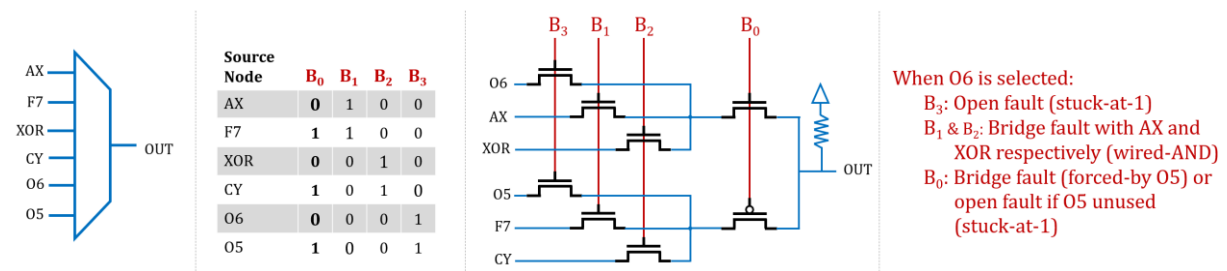 AX
F7
XOR
CY
O6
O5
OUT
Source
Node B0 B1 B2 B3
AX 0 1 0 0
F7 1 1 0 0
XOR 0 0 1 0
CY 1 0 1 0
O6 0 0 0 1
O5 1 0 0 1
B3 B1 B2 B0
O6
AX
XOR
O5
F7
CY
OUT
When O6 is selected:
B3: Open fault (stuck-at-1)
B1 & B2: Bridge fault with AX and
XOR respectively (wired-AND)
B0: Bridge fault (forced-by O5) or
open fault if O5 unused
(stuck-at-1)